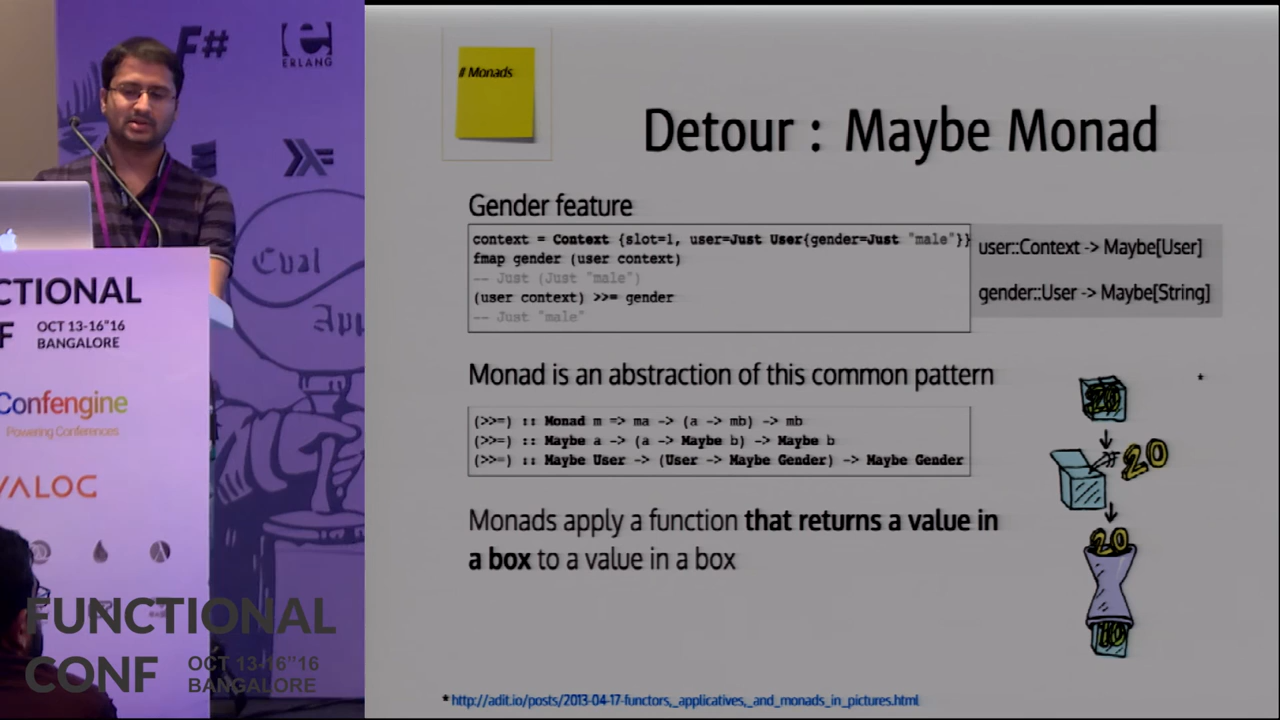 F#
ERLANG
Eval
App
CTIONAL
F OCT 13-16"16
BANGALORE
Confengine
Powering Conferences
VALOC
FUNCTIONAL
CONF OCT 13-16"16
BANGALORE
// Monads
Detour : Maybe Monad
Gender feature
context = Context {slot=1, user=Just User{gender=Just "male"}}
fmap gender (user context)
-- Just (Just "male")
(user context) >>= gender
-- Just "male"
user::Context -> Maybe[User]
gender::User -> Maybe[String]
Monad is an abstraction of this common pattern
*
(>>=) :: Monad m => ma -> (a -> mb) -> mb
(>>=) :: Maybe a -> (a -> Maybe b) -> Maybe b
(>>=) :: Maybe User -> (User -> Maybe Gender) -> Maybe Gender
20
20
20
10
Monads apply a function that returns a value in
a box to a value in a box
* http://adit.io/posts/2013-04-17-functors,_applicatives,_and_monads_in_pictures.html